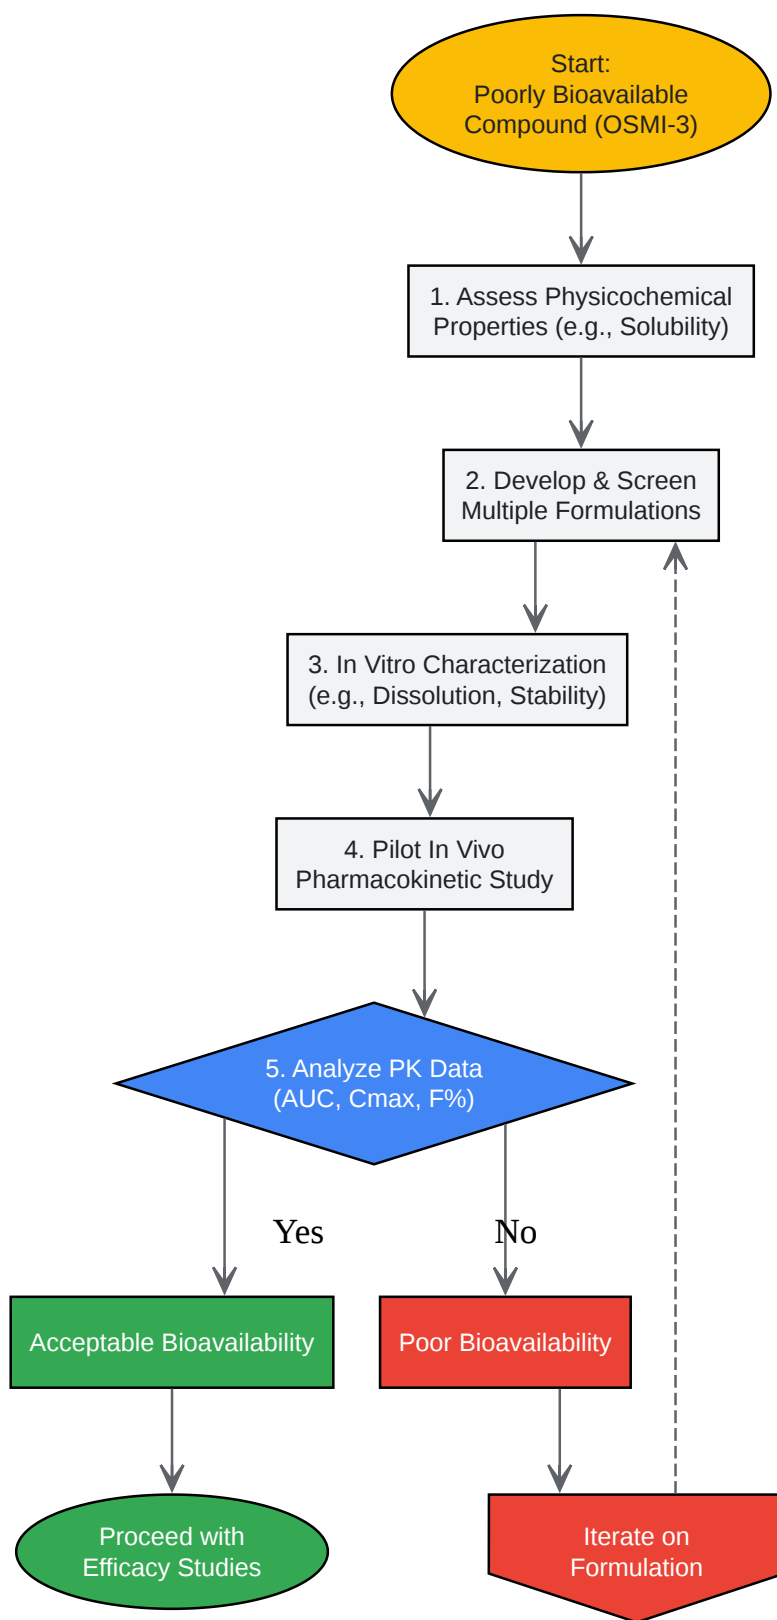 Start:
Poorly Bioavailable
Compound (OSMI-3)
1. Assess Physicochemical
Properties (e.g., Solubility)
2. Develop & Screen
Multiple Formulations
3. In Vitro Characterization
(e.g., Dissolution, Stability)
4. Pilot In Vivo
Pharmacokinetic Study
5. Analyze PK Data
(AUC, Cmax, F%)
Yes
No
Acceptable Bioavailability
Poor Bioavailability
Proceed with
Efficacy Studies
Iterate on
Formulation